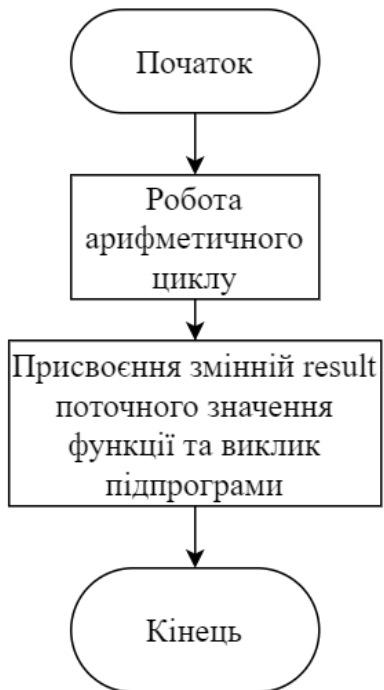 Початок
Робота
арифметичного
циклу
Присвоєння змінній result
поточного значення
функції та виклик
підпрограми
Кінець